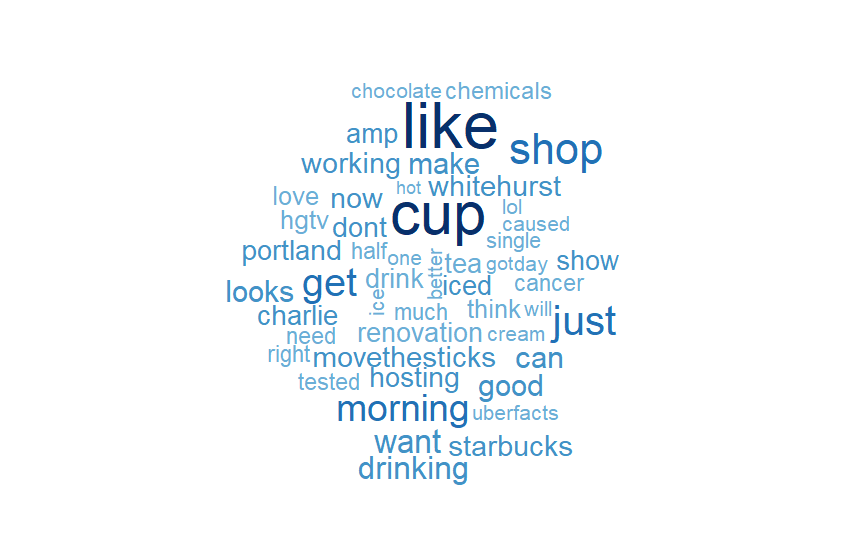 chocolate chemicals
like
amp
shop
working make
whitehurst
hot
love now
cup
lol
hgtv dont
caused
single
portland half one
better
tea gotday show
looks get drink
ice
iced cancer
charlie
much think will just
need renovation cream
right movethesticks can
tested hosting good
morning uberfacts
want starbucks
drinking